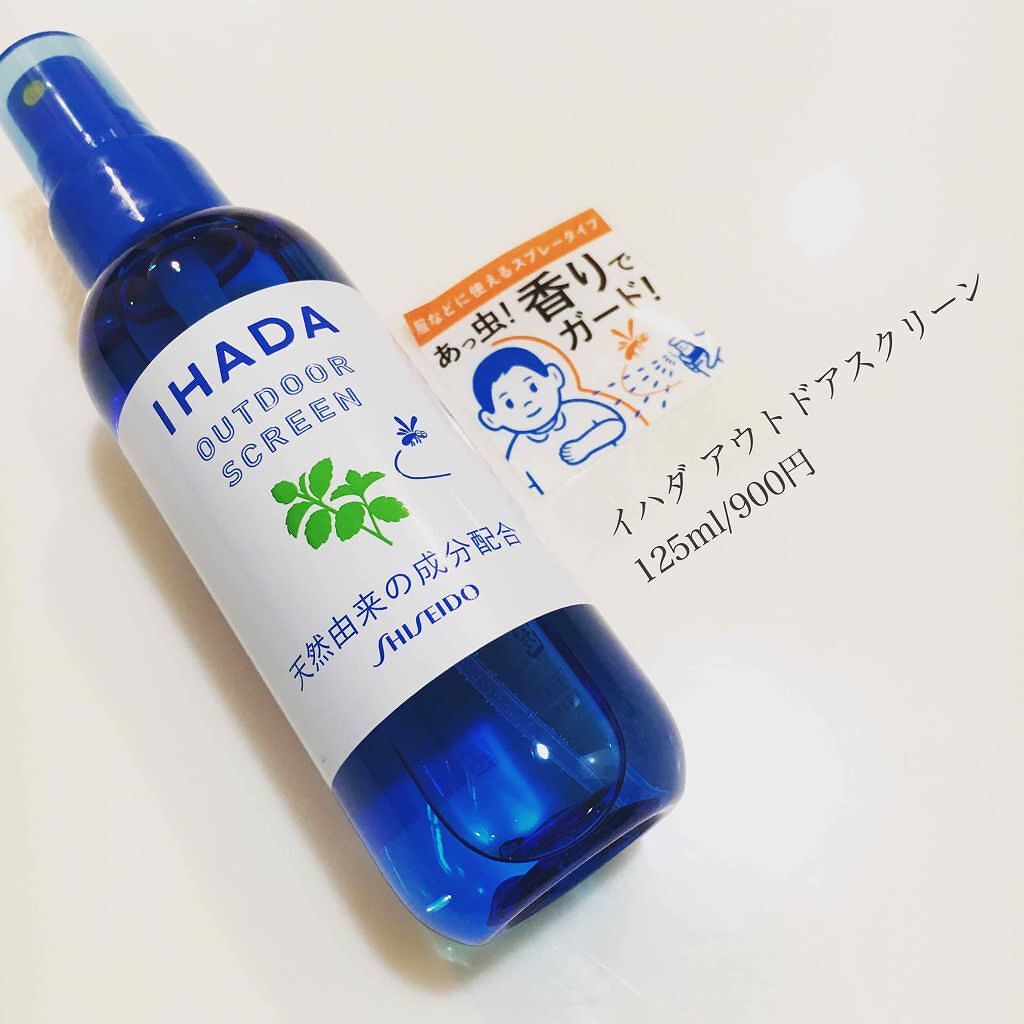 IHADA
OUTDOOR
SCREEN
天然由来の成分配合
SHISEIDO
服などに使えるスプレータイプ
あっ虫!香りで
ガード!
イハダ アウトドアスクリーン
125ml/900円